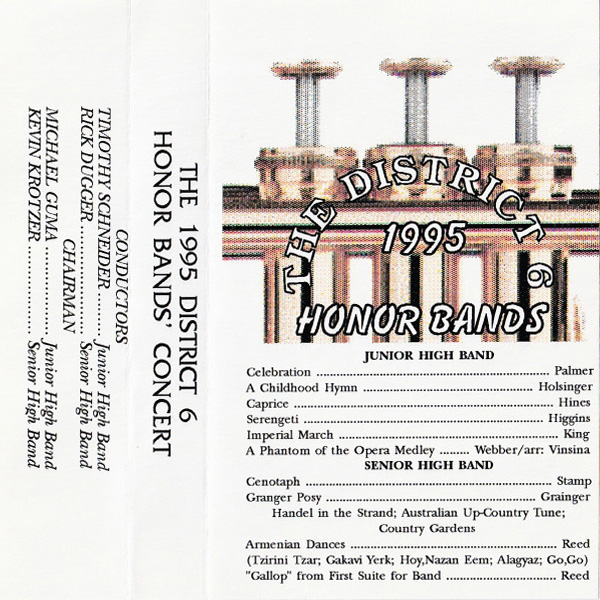 CONDUCTORS
TIMOTHY SCHNEIDER ........ Junior High Band
RICK DUGGER ........................ Senior High Band
CHAIRMAN
MICHAEL GUMA .................. Junior High Band
KEVIN KROTZER .................. Senior High Band
THE 1995 DISTRICT 6
HONOR BANDS' CONCERT
THE DISTRICT 6
1995
HONOR BANDS
JUNIOR HIGH BAND
Celebration ............................................................ Palmer
A Childhood Hymn ............................................ Holsinger
Caprice ................................................................ Hines
Serengeti .............................................................. Higgins
Imperial March ........................................................ King
A Phantom of the Opera Medley ......... Webber/arr: Vinsina
SENIOR HIGH BAND
Cenotaph .............................................................. Stamp
Granger Posy ...................................................... Grainger
Handel in the Strand; Australian Up-Country Tune;
Country Gardens
Armenian Dances .................................................... Reed
(Tzirini Tzar; Gakavi Yerk; Hoy,Nazan Eem; Alagyaz; Go,Go)
"Gallop" from First Suite for Band ............................ Reed